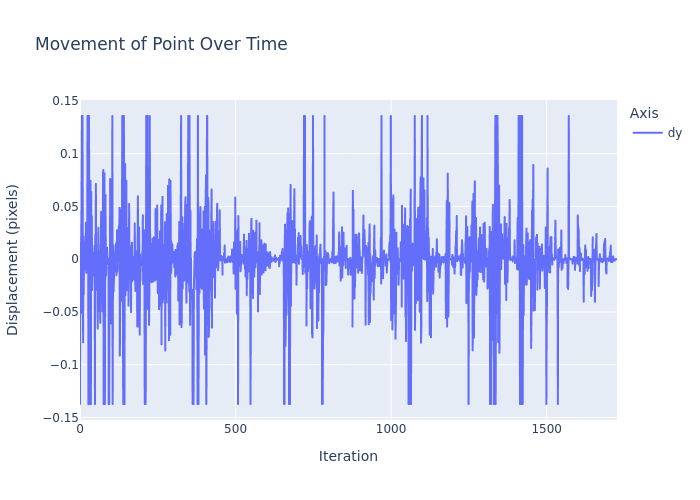 Movement of Point Over Time
Axis
dy
0.15
0.1
0.05
0
−0.05
−0.1
−0.15
0
500
1000
1500
Displacement (pixels)
Iteration